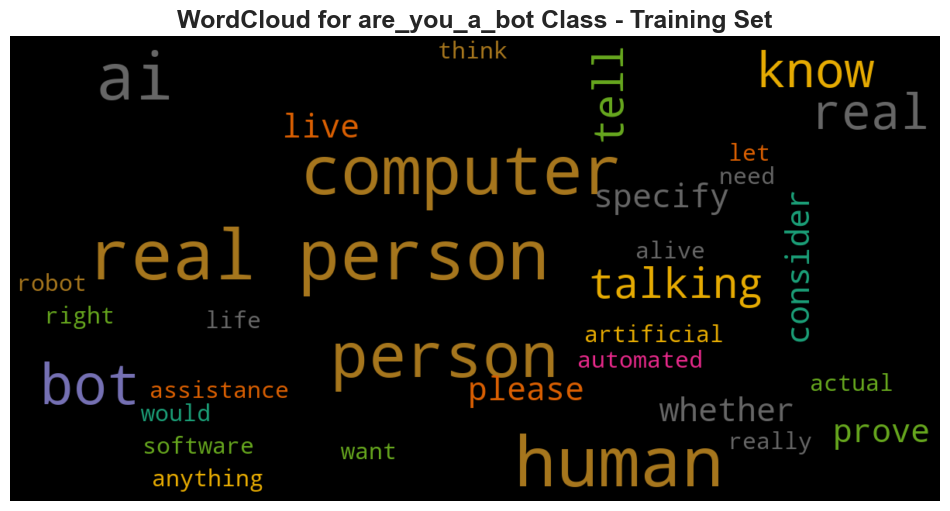 WordCloud for are_you_a_bot Class - Training Set
think
ai
tell
know
real
live
computer
let
need
specify
consider
real person
alive
robot
talking
right
life
artificial
person
automated
bot
assistance
please
actual
would
whether
software
want
really
prove
human
anything